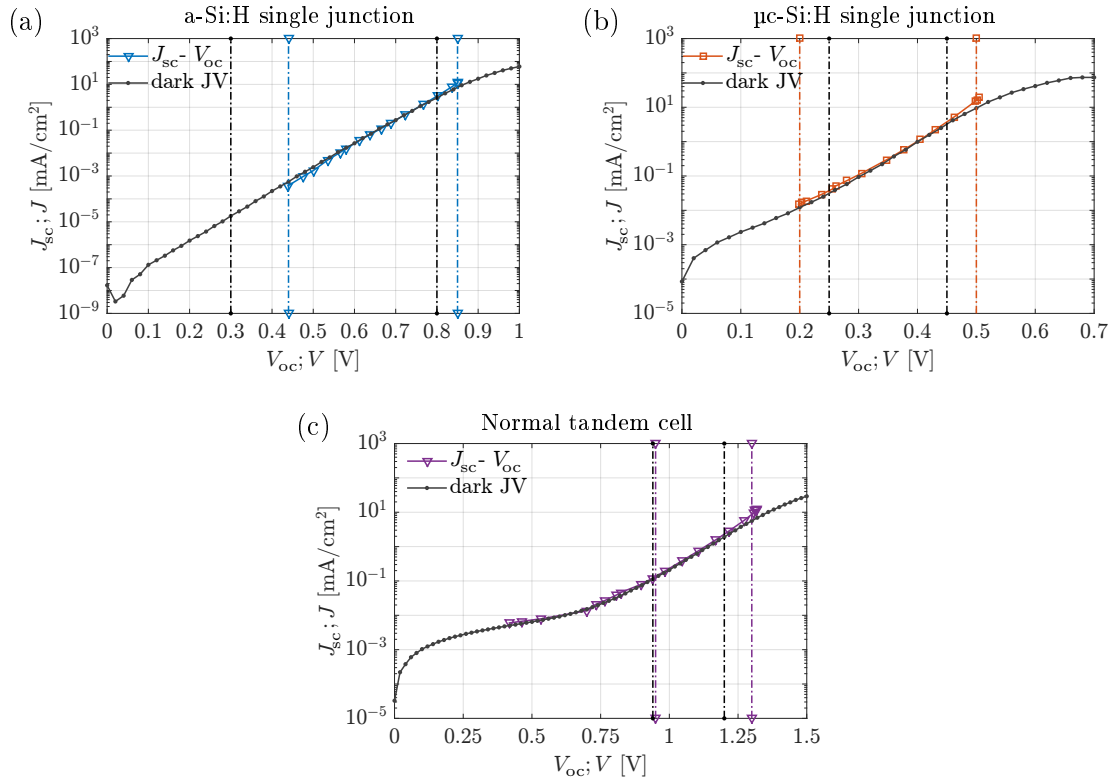 (a)
a-Si:H single junction
10^3
10^1
10^-1
10^-3
10^-5
10^-7
10^-9
J_sc; J [mA/cm^2]
J_sc- V_oc
dark JV
0 0.1 0.2 0.3 0.4 0.5 0.6 0.7 0.8 0.9 1
V_oc; V [V]
(b)
µc-Si:H single junction
10^3
10^1
10^-1
10^-3
10^-5
J_sc; J [mA/cm^2]
J_sc- V_oc
dark JV
0 0.1 0.2 0.3 0.4 0.5 0.6 0.7
V_oc; V [V]
(c)
Normal tandem cell
10^3
10^1
10^-1
10^-3
10^-5
J_sc; J [mA/cm^2]
J_sc- V_oc
dark JV
0 0.25 0.5 0.75 1 1.25 1.5
V_oc; V [V]